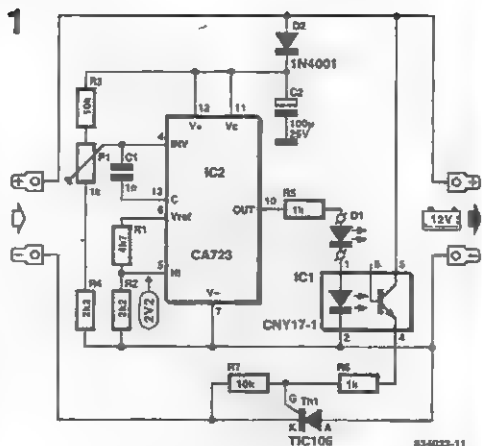 1
D2
1N4001
R3
10k
12
11
V+
Vc
C2
100µ
25V
P1
1k
4
INV
C1
1n
IC2
13
C
6
Vref
OUT
10
R5
1k
D1
R1
4k7
CA723
5
NI
IC1
1
5
R4
2k2
R2
2k2
2V2
V-
7
CNY17-1
2
4
12V
R7
10k
R6
1k
G
Th1
K
A
TIC106